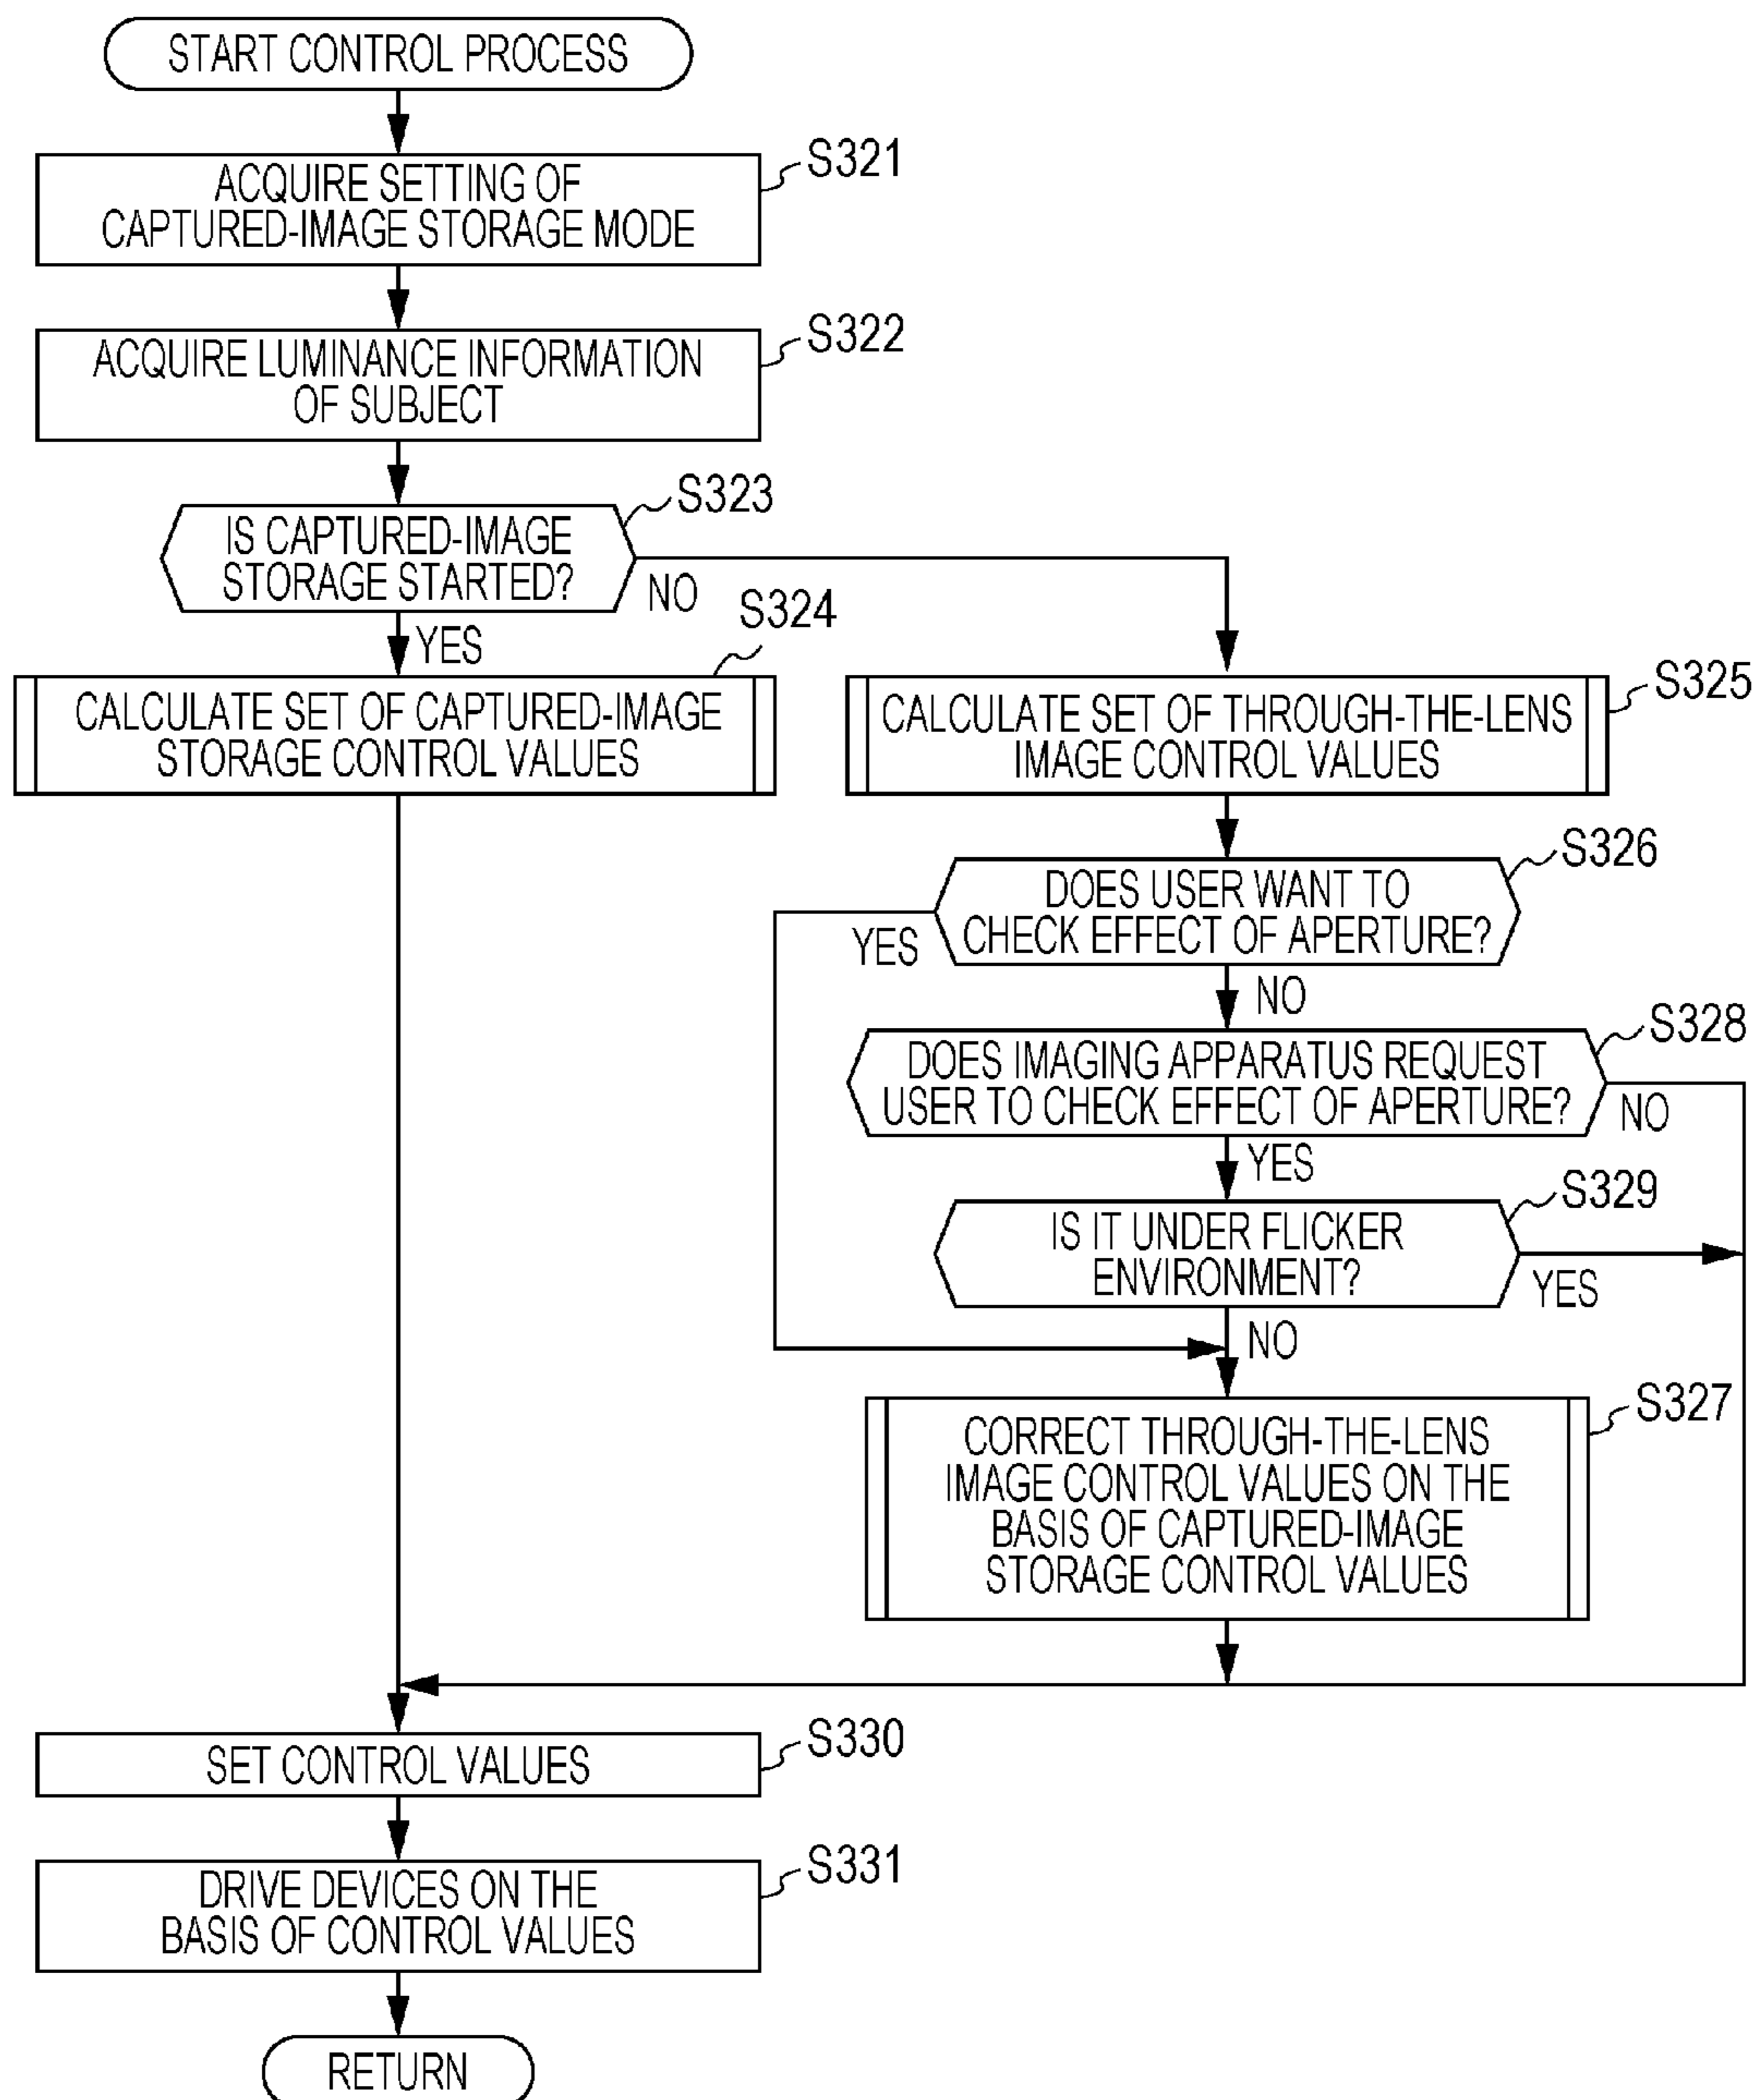 START CONTROL PROCESS
S321
ACQUIRE SETTING OF
CAPTURED-IMAGE STORAGE MODE
S322
ACQUIRE LUMINANCE INFORMATION
OF SUBJECT
S323
IS CAPTURED-IMAGE
STORAGE STARTED?
NO
YES
S324
CALCULATE SET OF CAPTURED-IMAGE
STORAGE CONTROL VALUES
S325
CALCULATE SET OF THROUGH-THE-LENS
IMAGE CONTROL VALUES
S326
DOES USER WANT TO
CHECK EFFECT OF APERTURE?
YES
NO
S328
DOES IMAGING APPARATUS REQUEST
USER TO CHECK EFFECT OF APERTURE?
NO
YES
S329
IS IT UNDER FLICKER
ENVIRONMENT?
YES
NO
S327
CORRECT THROUGH-THE-LENS
IMAGE CONTROL VALUES ON THE
BASIS OF CAPTURED-IMAGE
STORAGE CONTROL VALUES
S330
SET CONTROL VALUES
S331
DRIVE DEVICES ON THE
BASIS OF CONTROL VALUES
RETURN